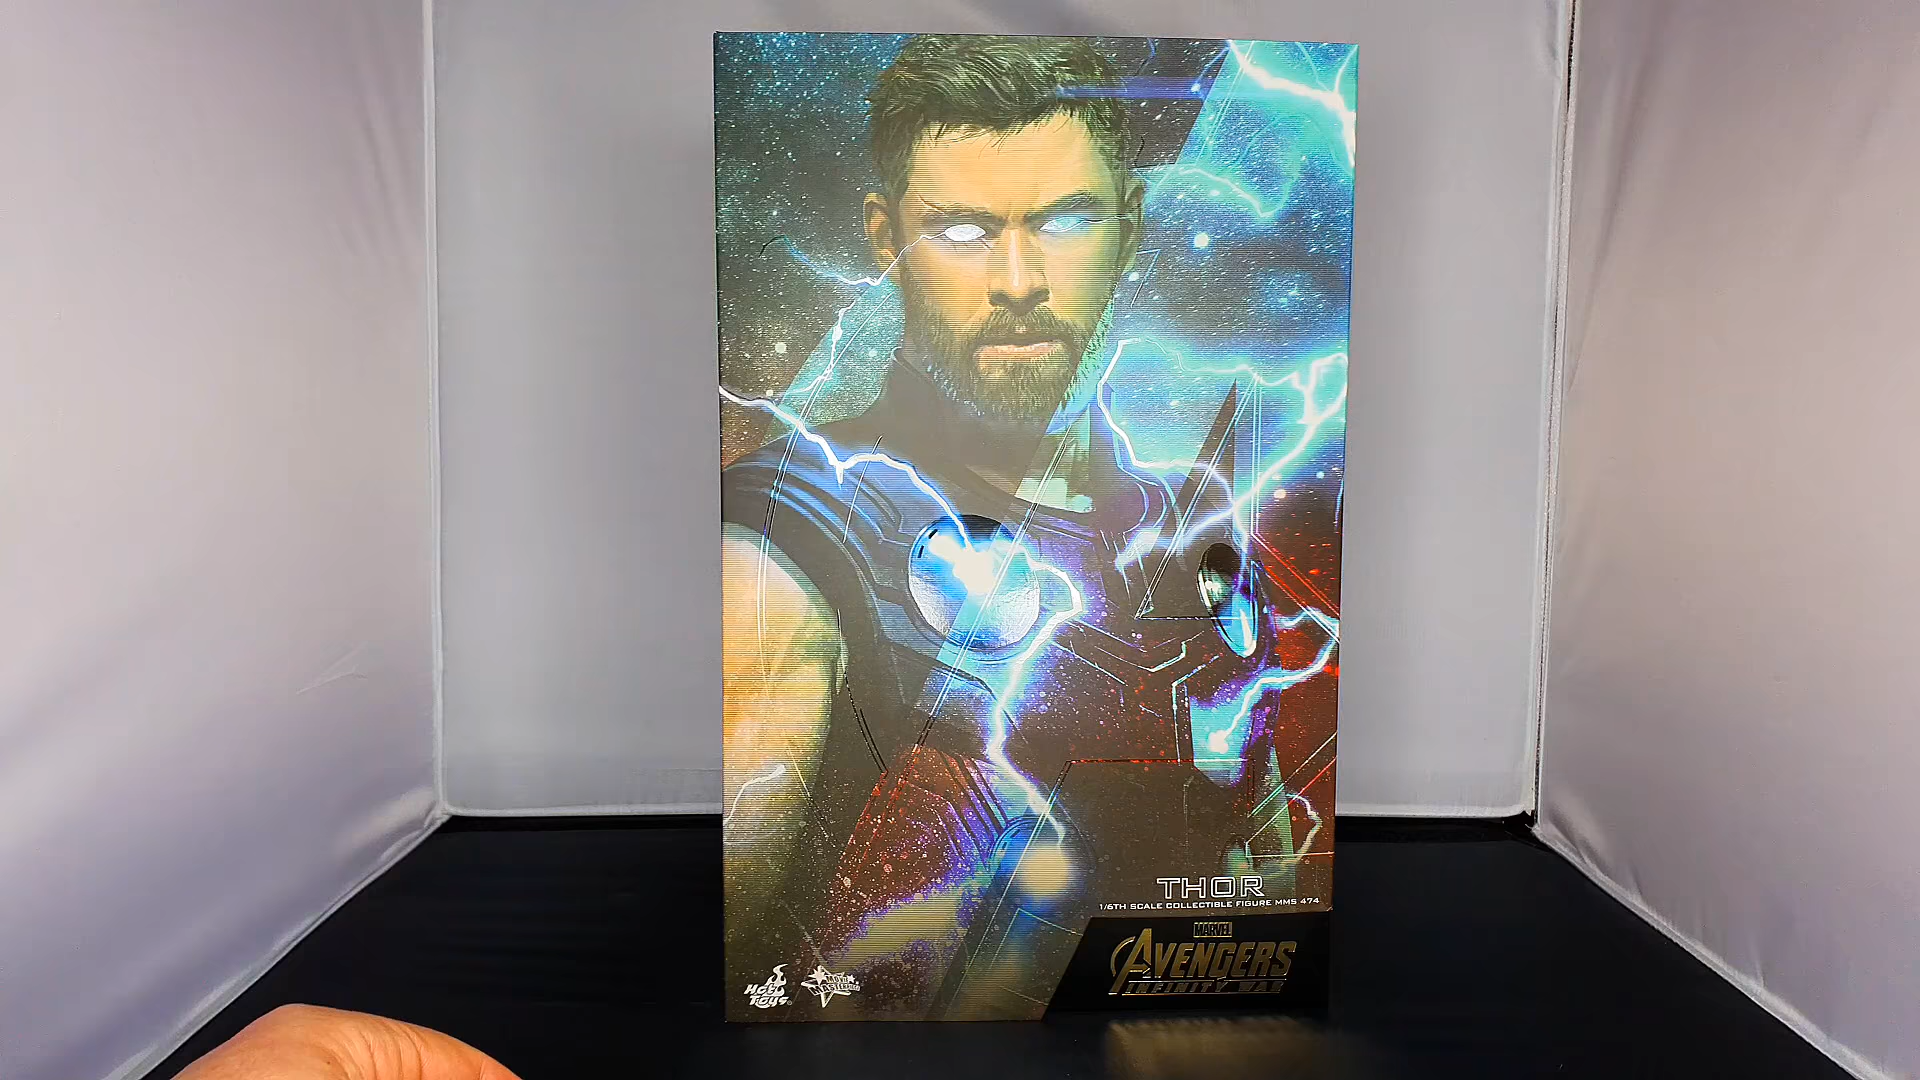 THOR
1/6TH SCALE COLLECTIBLE FIGURE MMS 474
MARVEL
AVENGERS
INFINITY WAR
HOT TOYS
MOVIE MASTERPIECE